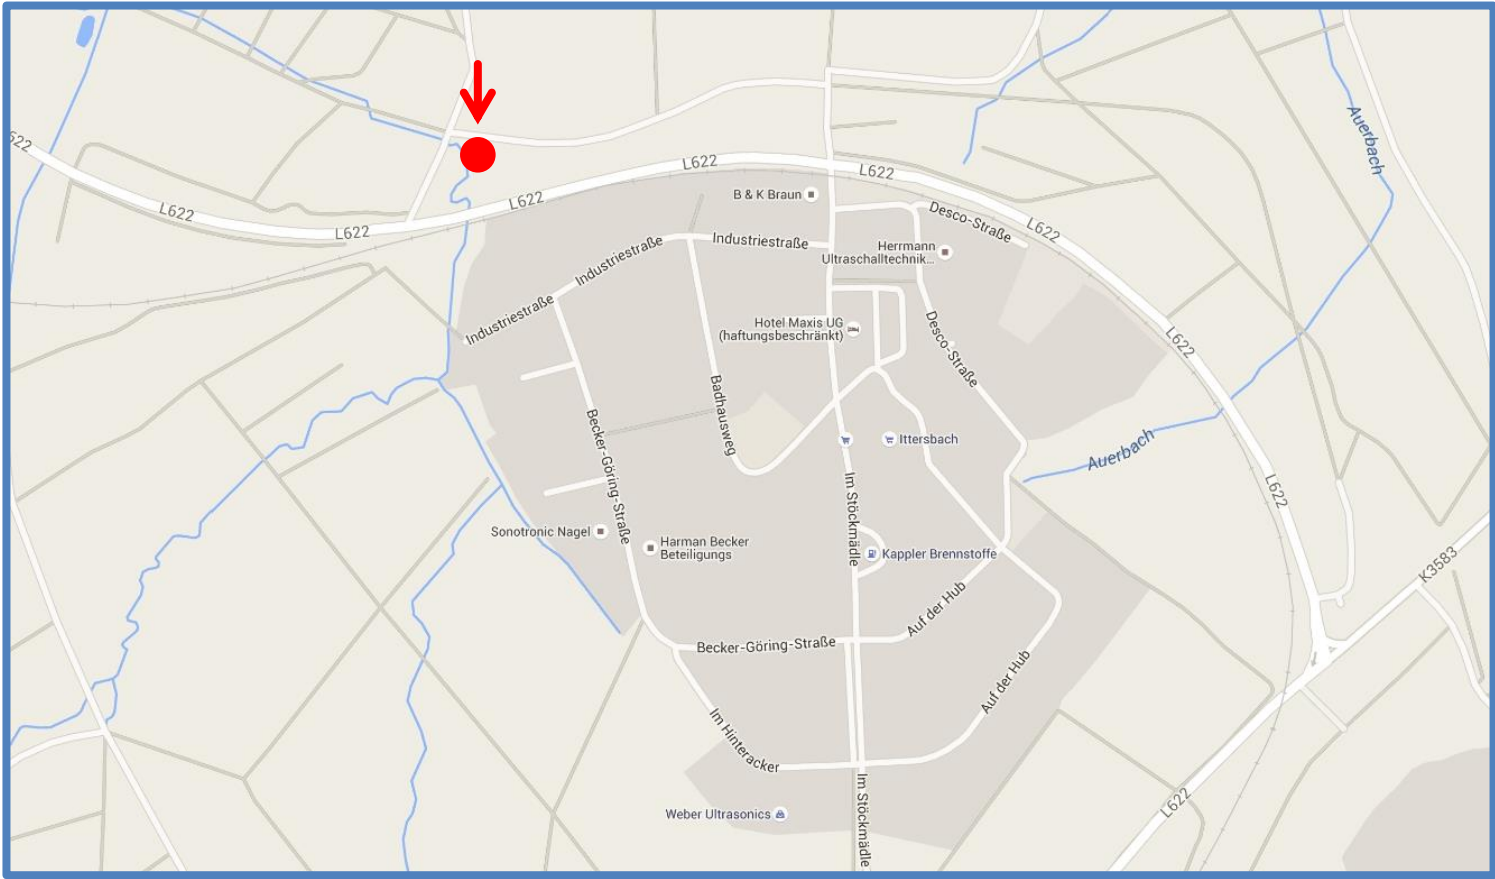 622
L622
L622
L622
L622
L622
B & K Braun
Desco-Straße
L622
Auerbach
Industriestraße
Industriestraße
Industriestraße
Herrmann
Ultraschalltechnik...
Hotel Maxis UG
(haftungsbeschränkt)
Desco-Straße
L622
Badhausweg
Becker-Göring-Straße
Ittersbach
Auerbach
L622
Im Stöckmädle
Sonotronic Nagel
Harman Becker
Beteiligungs
Kappler Brennstoffe
K3583
Auf der Hub
Becker-Göring-Straße
Auf der Hub
Im Hinteracker
Weber Ultrasonics
Im Stöckmädle
L622